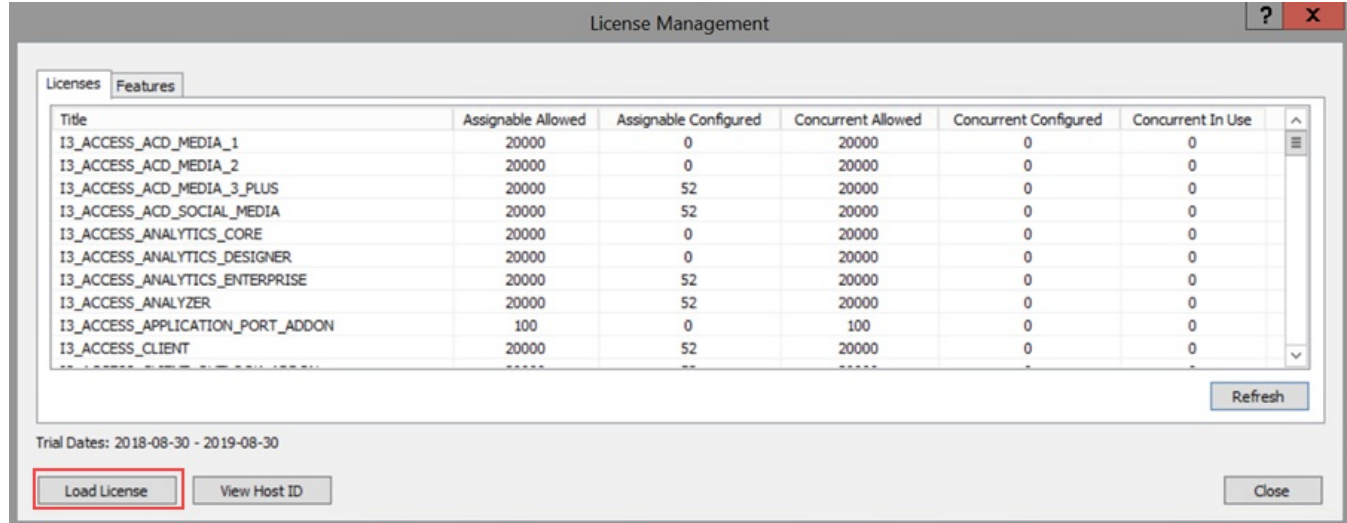 License Management ? x
Licenses Features
Title Assignable Allowed Assignable Configured Concurrent Allowed Concurrent Configured Concurrent In Use
I3_ACCESS_ACD_MEDIA_1 20000 0 20000 0 0
I3_ACCESS_ACD_MEDIA_2 20000 0 20000 0 0
I3_ACCESS_ACD_MEDIA_3_PLUS 20000 52 20000 0 0
I3_ACCESS_ACD_SOCIAL_MEDIA 20000 52 20000 0 0
I3_ACCESS_ANALYTICS_CORE 20000 0 20000 0 0
I3_ACCESS_ANALYTICS_DESIGNER 20000 0 20000 0 0
I3_ACCESS_ANALYTICS_ENTERPRISE 20000 52 20000 0 0
I3_ACCESS_ANALYZER 20000 52 20000 0 0
I3_ACCESS_APPLICATION_PORT_ADDON 100 0 100 0 0
I3_ACCESS_CLIENT 20000 52 20000 0 0
Refresh
Trial Dates: 2018-08-30 - 2019-08-30
Load License View Host ID Close